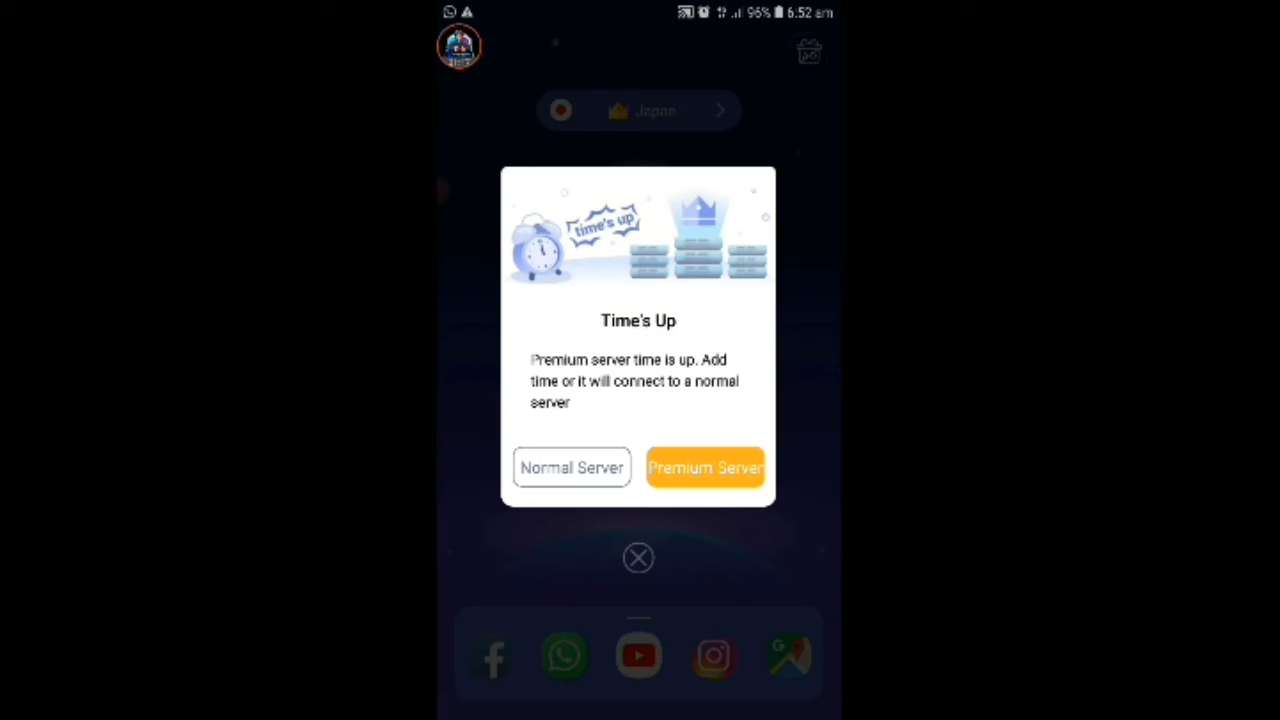 96% 6:52 am
Japan
time's up
Time's Up
Premium server time is up. Add
time or it will connect to a normal
server
Normal Server
Premium Server